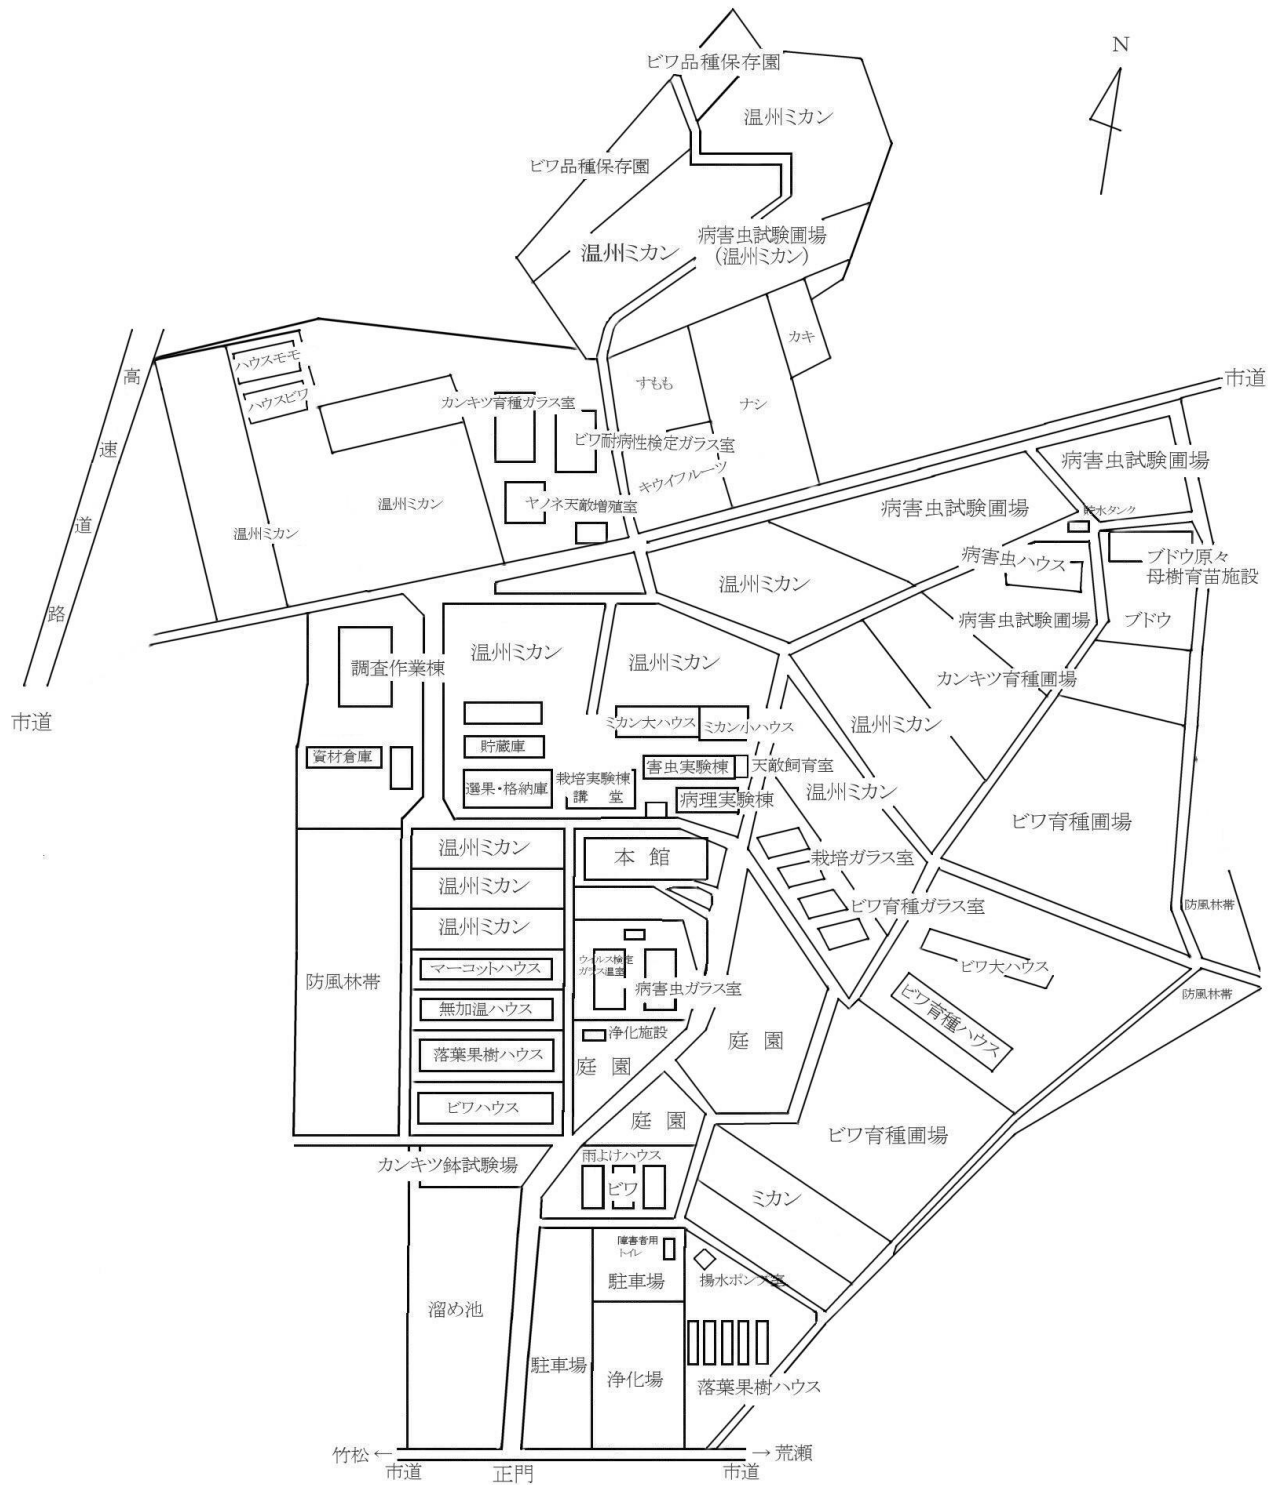 N
ビワ品種保存園
温州ミカン
ビワ品種保存園
病害虫試験圃場
(温州ミカン)
温州ミカン
カキ
ハウスモモ
高速道路
すもも
市道
ハウスビワ
カンキツ育種ガラス室
ナシ
ビワ耐病性検定ガラス室
病害虫試験圃場
キウイフルーツ
温州ミカン
ヤノネ天敵増殖室
病害虫試験圃場
貯水タンク
温州ミカン
病害虫ハウス
ブドウ原々
母樹育苗施設
温州ミカン
病害虫試験圃場
ブドウ
温州ミカン
温州ミカン
調査作業棟
カンキツ育種圃場
市道
ミカン大ハウス
ミカン小ハウス
温州ミカン
貯蔵庫
資材倉庫
害虫実験棟
天敵飼育室
栽培実験棟
講 堂
選果・格納庫
病理実験棟
温州ミカン
ビワ育種圃場
温州ミカン
本 館
栽培ガラス室
温州ミカン
ビワ育種ガラス室
防風林帯
温州ミカン
ウイルス検定
ガラス温室
マーコットハウス
ビワ大ハウス
防風林帯
病害虫ガラス室
防風林帯
無加温ハウス
ビワ育種ハウス
浄化施設
庭 園
落葉果樹ハウス
庭 園
ビワハウス
庭 園
ビワ育種圃場
雨よけハウス
カンキツ鉢試験場
ビワ
ミカン
障害者用
トイレ
駐車場
揚水ポンプ室
溜め池
駐車場
浄化場
落葉果樹ハウス
竹松 ←
→ 荒瀬
市道
正門
市道